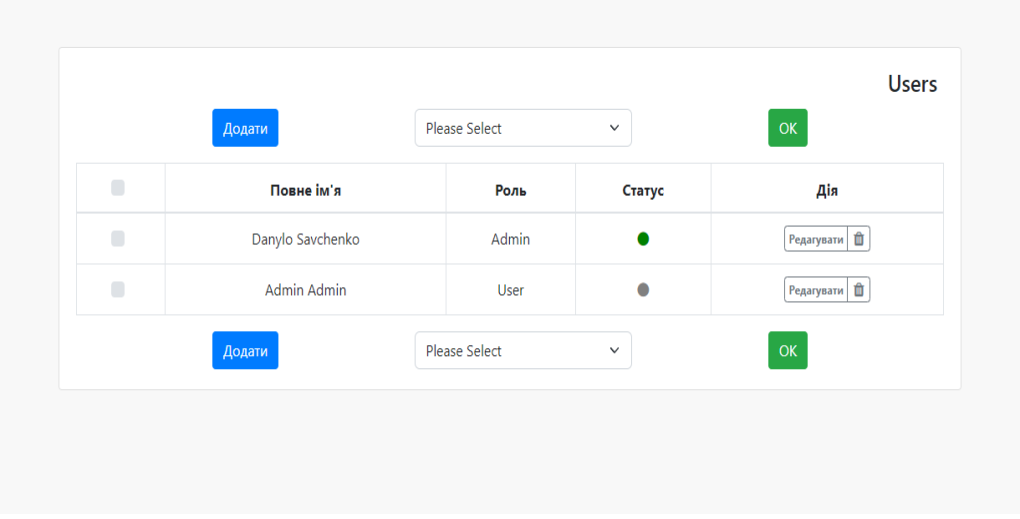 Users
Додати Please Select OK
Повне ім'я Роль Статус Дія
Danylo Savchenko Admin Редагувати
Admin Admin User Редагувати
Додати Please Select OK